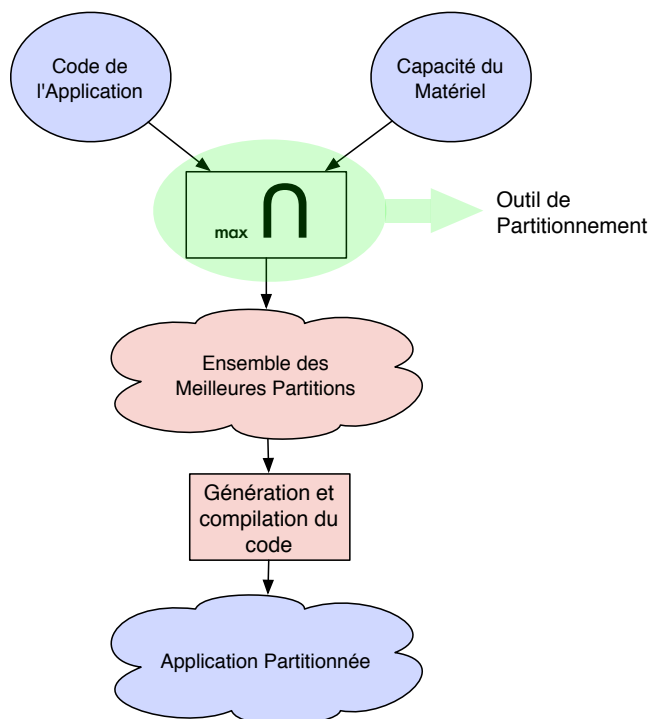 Code de
l'Application
Capacité du
Matériel
max ∩
Outil de
Partitionnement
Ensemble des
Meilleures Partitions
Génération et
compilation du
code
Application Partitionnée